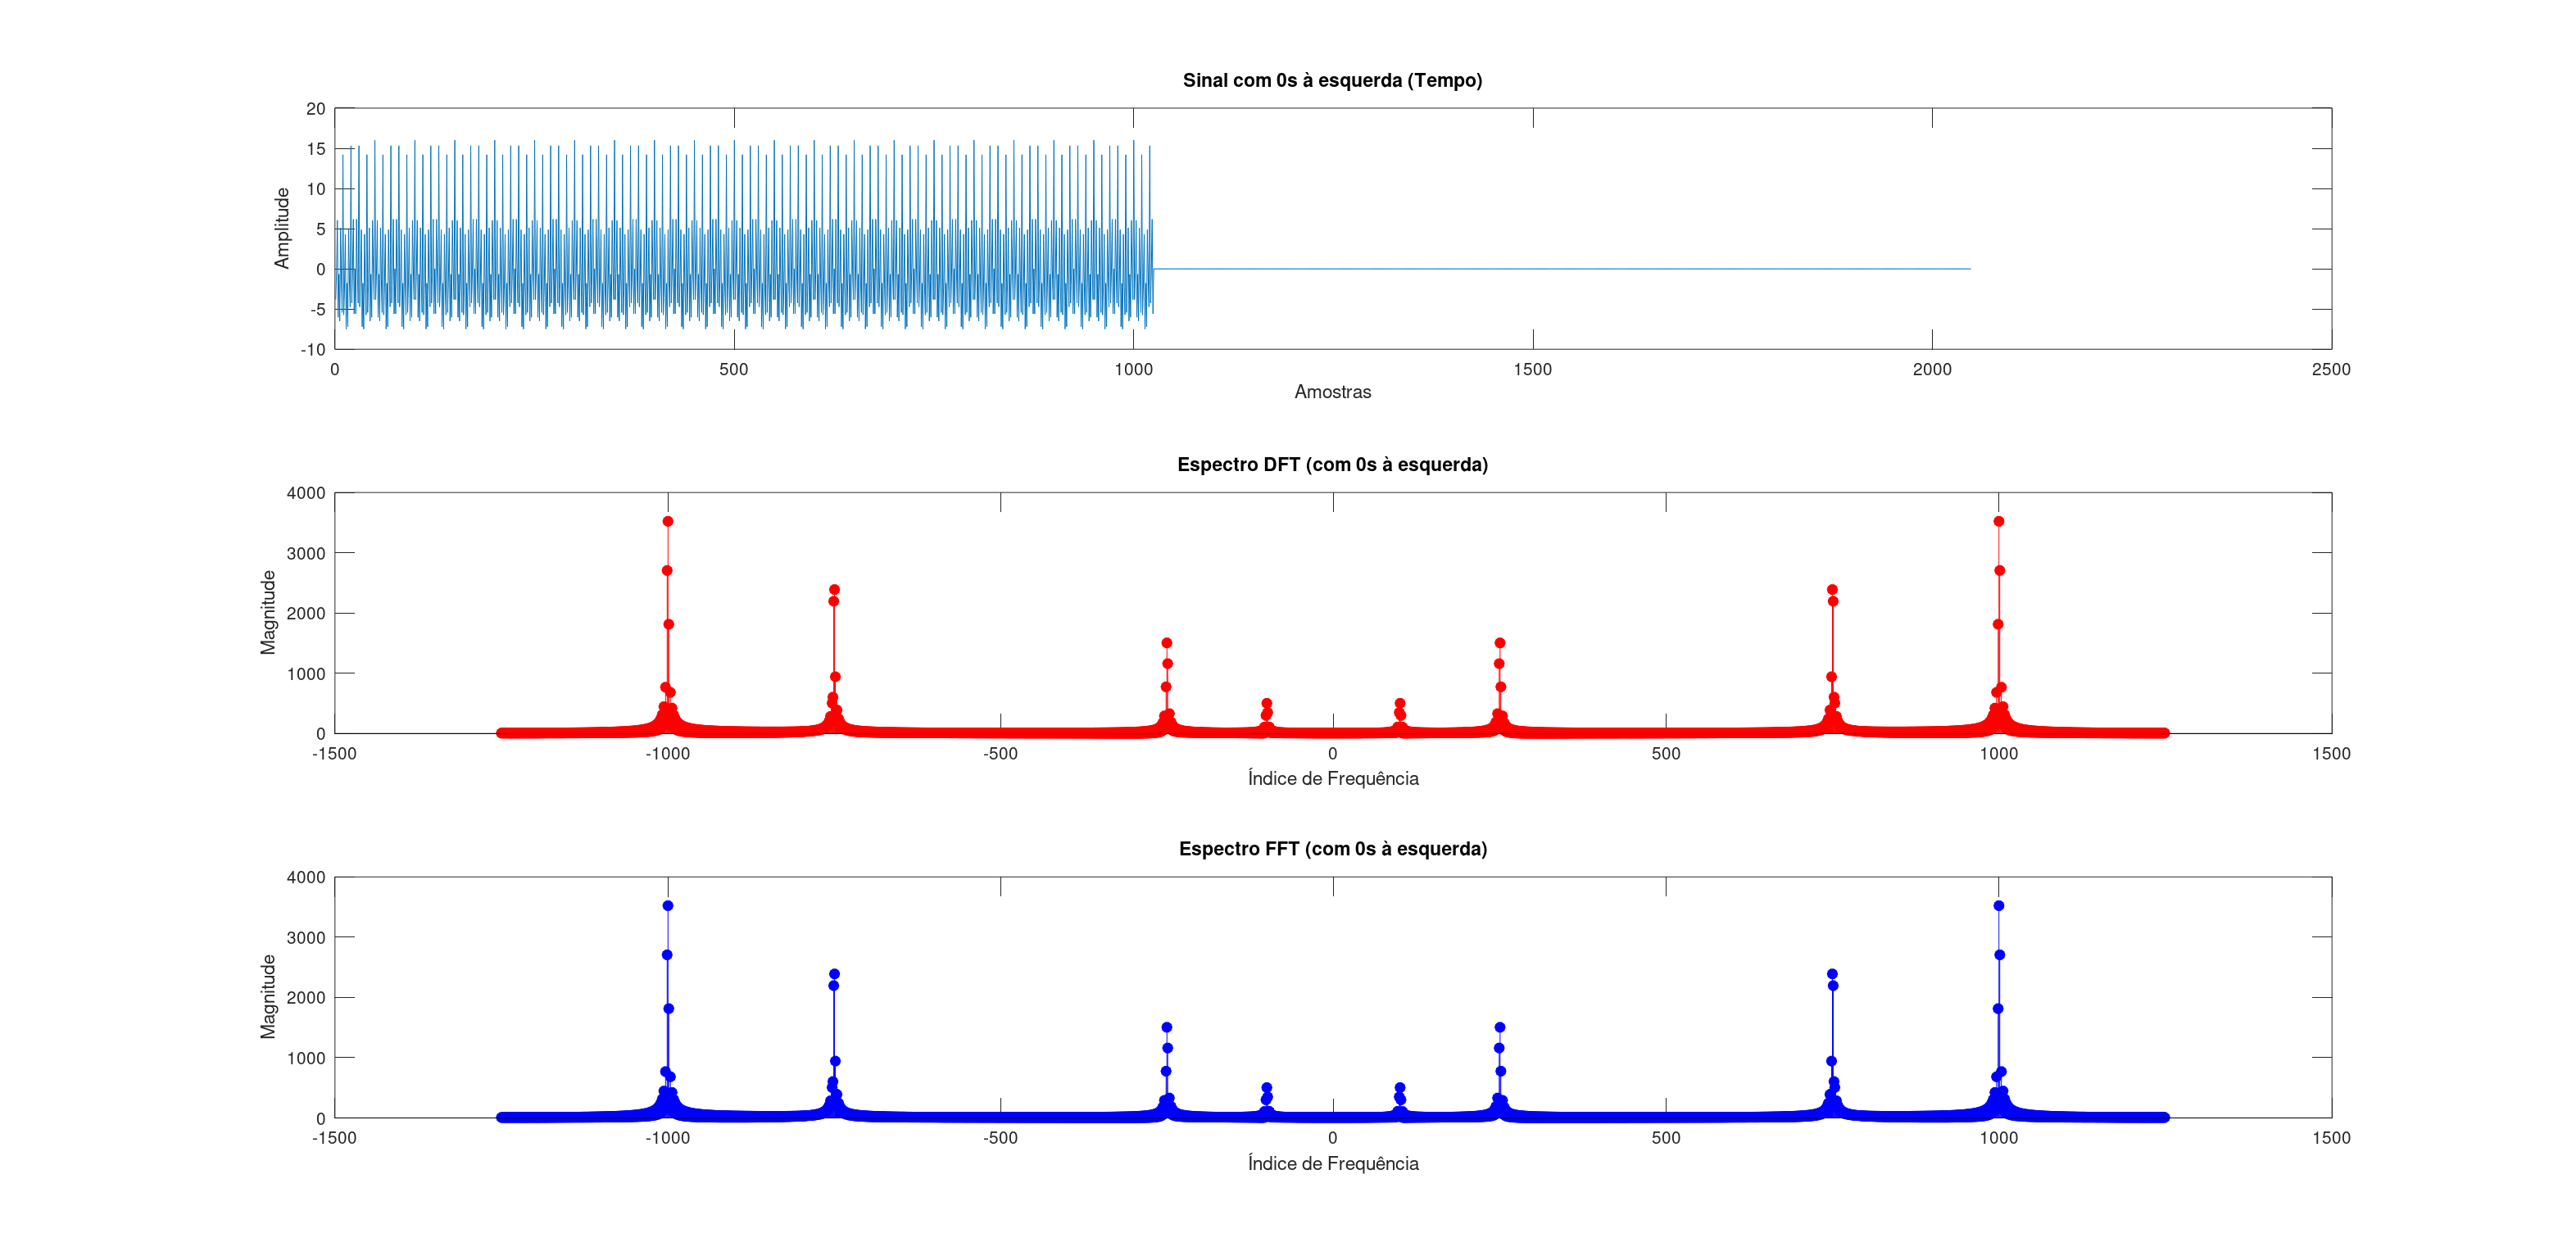 Sinal com 0s à esquerda (Tempo)
20
15
10
5
0
-5
-10
Amplitude
0 500 1000 1500 2000 2500
Amostras
Espectro DFT (com 0s à esquerda)
4000
3000
2000
1000
0
Magnitude
-1500 -1000 -500 0 500 1000 1500
Índice de Frequência
Espectro FFT (com 0s à esquerda)
4000
3000
2000
1000
0
Magnitude
-1500 -1000 -500 0 500 1000 1500
Índice de Frequência